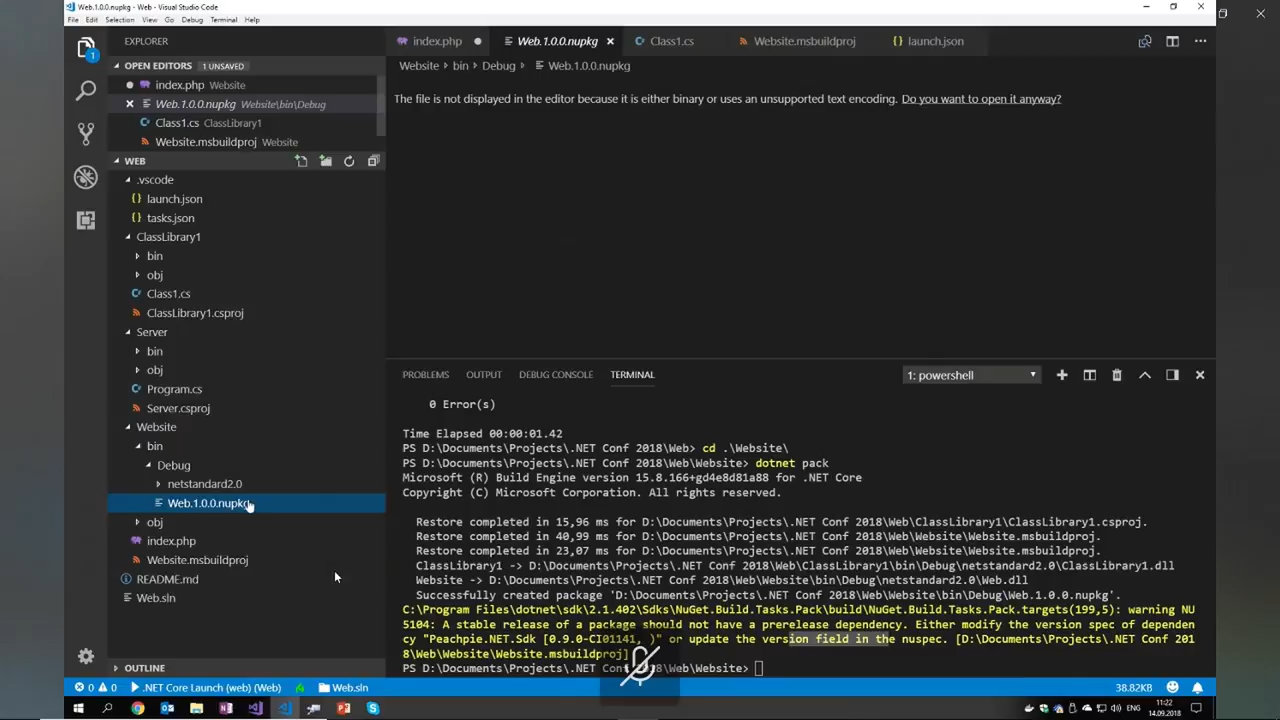 Web.1.0.0.nupkg - Web - Visual Studio Code
File Edit Selection View Go Debug Terminal Help
EXPLORER
OPEN EDITORS 1 UNSAVED
index.php Website
Web.1.0.0.nupkg Website\bin\Debug
Class1.cs ClassLibrary1
Website.msbuildproj Website
WEB
.vscode
launch.json
tasks.json
ClassLibrary1
bin
obj
Class1.cs
ClassLibrary1.csproj
Server
bin
obj
Program.cs
Server.csproj
Website
bin
Debug
netstandard2.0
Web.1.0.0.nupkg
obj
index.php
Website.msbuildproj
README.md
Web.sln
OUTLINE
index.php Web.1.0.0.nupkg Class1.cs Website.msbuildproj launch.json
Website bin Debug Web.1.0.0.nupkg
The file is not displayed in the editor because it is either binary or uses an unsupported text encoding. Do you want to open it anyway?
PROBLEMS OUTPUT DEBUG CONSOLE TERMINAL 1: powershell
0 Error(s)
Time Elapsed 00:00:01.42
PS D:\Documents\Projects\.NET Conf 2018\Web> cd .\Website\
PS D:\Documents\Projects\.NET Conf 2018\Web\Website> dotnet pack
Microsoft (R) Build Engine version 15.8.166+gd4e8d81a88 for .NET Core
Copyright (C) Microsoft Corporation. All rights reserved.
Restore completed in 15,96 ms for D:\Documents\Projects\.NET Conf 2018\Web\ClassLibrary1\ClassLibrary1.csproj.
Restore completed in 40,99 ms for D:\Documents\Projects\.NET Conf 2018\Web\Website\Website.msbuildproj.
Restore completed in 23,07 ms for D:\Documents\Projects\.NET Conf 2018\Web\Website\Website.msbuildproj.
ClassLibrary1 -> D:\Documents\Projects\.NET Conf 2018\Web\ClassLibrary1\bin\Debug\netstandard2.0\ClassLibrary1.dll
Website -> D:\Documents\Projects\.NET Conf 2018\Web\Website\bin\Debug\netstandard2.0\Web.dll
Successfully created package 'D:\Documents\Projects\.NET Conf 2018\Web\Website\bin\Debug\Web.1.0.0.nupkg'.
C:\Program Files\dotnet\sdk\2.1.402\Sdks\NuGet.Build.Tasks.Pack\build\NuGet.Build.Tasks.Pack.targets(199,5): warning NU
5104: A stable release of a package should not have a prerelease dependency. Either modify the version spec of dependen
cy "Peachpie.NET.Sdk [0.9.0-CI01141, )" or update the version field in the nuspec. [D:\Documents\Projects\.NET Conf 201
8\Web\Website\Website.msbuildproj]
PS D:\Documents\Projects\.NET Conf 2018\Web\Website>
0 0 .NET Core Launch (web) (Web) Web.sln 38.82KB
ENG 11:22
14.09.2018
1